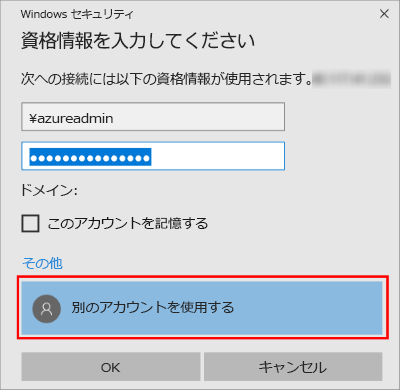 Windows セキュリティ
資格情報を入力してください
次への接続には以下の資格情報が使用されます。
¥azureadmin
●●●●●●●●●●●●●●●
ドメイン:
このアカウントを記憶する
その他
別のアカウントを使用する
OK
キャンセル